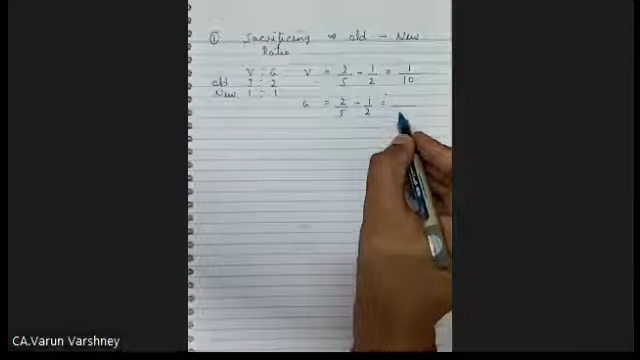 ① Sacrificing ⇒ old - New
Ratio
V : G V = 3/5 - 1/2 = 1/10
old 3 : 2
New 1 : 1
G = 2/5 - 1/2 =
CA.Varun Varshney